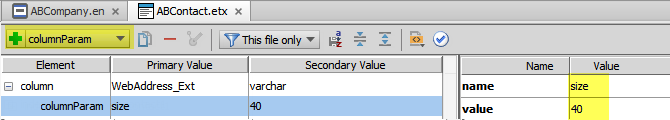 ABCompany.en ABContact.etx
columnParam This file only
Element Primary Value Secondary Value Name Value
column WebAddress_Ext varchar name size
columnParam size 40 value 40